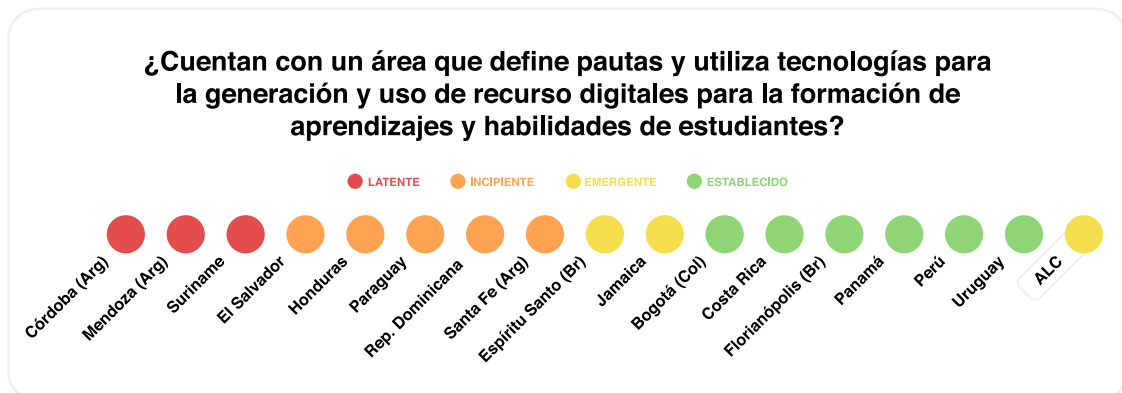 ¿Cuentan con un área que define pautas y utiliza tecnologías para
la generación y uso de recurso digitales para la formación de
aprendizajes y habilidades de estudiantes?
LATENTE INCIPIENTE EMERGENTE ESTABLECIDO
Córdoba (Arg)
Mendoza (Arg)
Suriname
El Salvador
Honduras
Paraguay
Rep. Dominicana
Santa Fe (Arg)
Espíritu Santo (Br)
Jamaica
Bogotá (Col)
Costa Rica
Florianópolis (Br)
Panamá
Perú
Uruguay
ALC